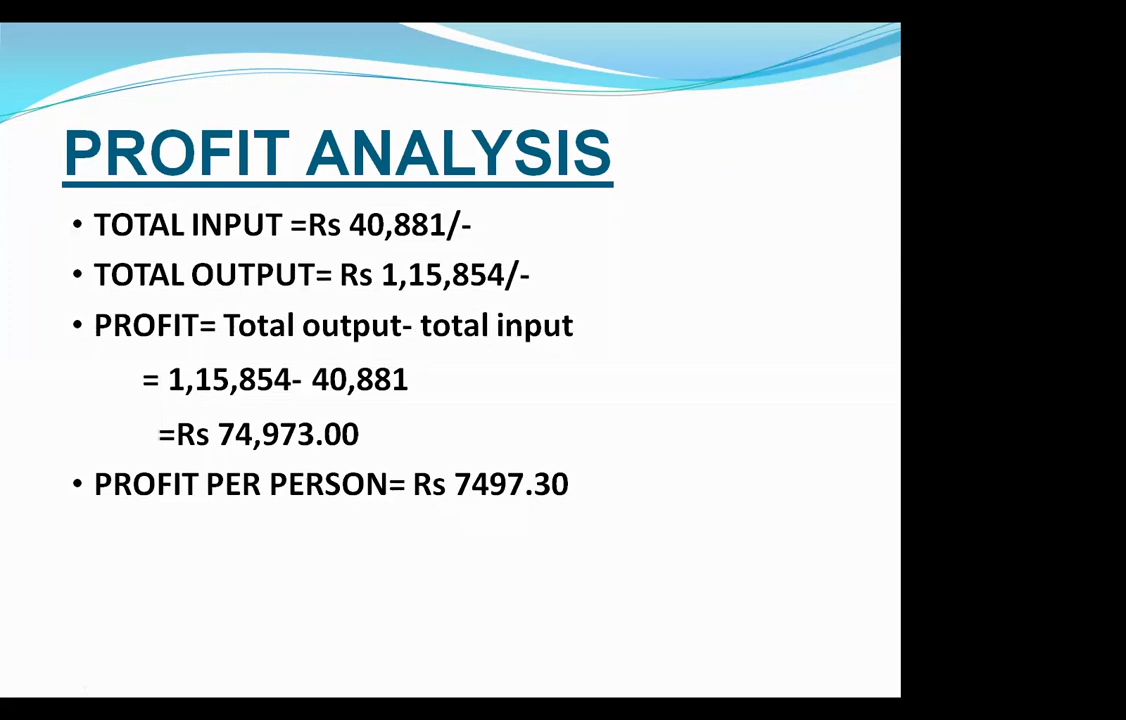 PROFIT ANALYSIS
• TOTAL INPUT =Rs 40,881/-
• TOTAL OUTPUT= Rs 1,15,854/-
• PROFIT= Total output- total input
= 1,15,854- 40,881
=Rs 74,973.00
• PROFIT PER PERSON= Rs 7497.30